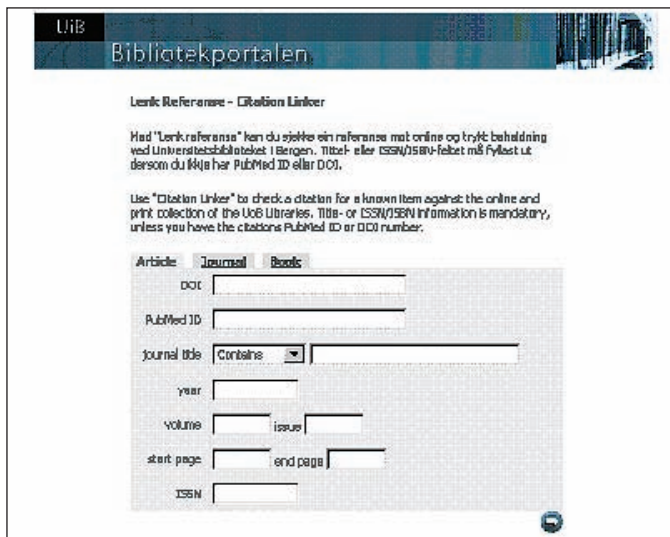 UiB
Bibliotekportalen
Lenk Referanse - Citation Linker
Med "Lenk referanse" kan du sjekke ein referanse mot online og trykt behaldning
ved Universitetsbiblioteket i Bergen. Tittel- eller ISSN/ISBN-feltet må fyllast ut
dersom du ikkje har PubMed ID eller DOI.
Use "Citation Linker" to check a citation for a known item against the online and
print collection of the UoB Libraries. Title- or ISSN/ISBN information is mandatory,
unless you have the citations PubMed ID or DOI number.
Article Journal Book
DOI
PubMed ID
journal title Contains
year
volume issue
start page end page
ISSN